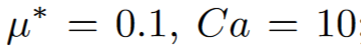 μ* = 0.1, Ca = 10